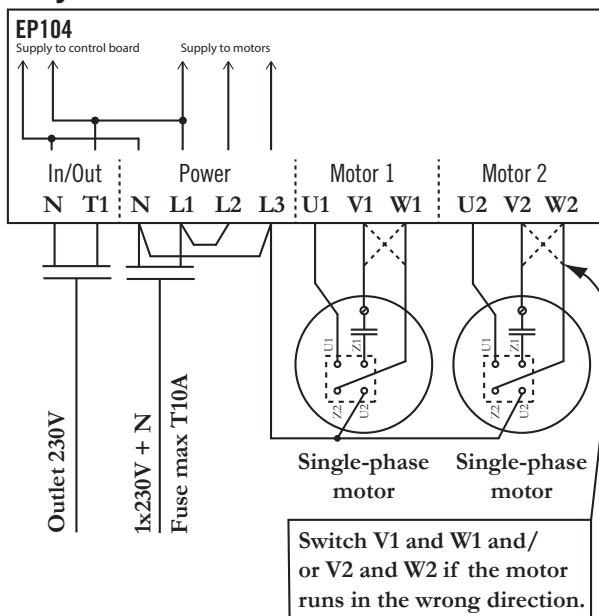 EP104
Supply to control board Supply to motors
In/Out Power Motor 1 Motor 2
N T1 N L1 L2 L3 U1 V1 W1 U2 V2 W2
U1 Z1 U1 Z1
Z2 U2 Z2 U2
Outlet 230V
1x230V + N
Fuse max T10A
Single-phase
motor
Single-phase
motor
Switch V1 and W1 and/
or V2 and W2 if the motor
runs in the wrong direction.